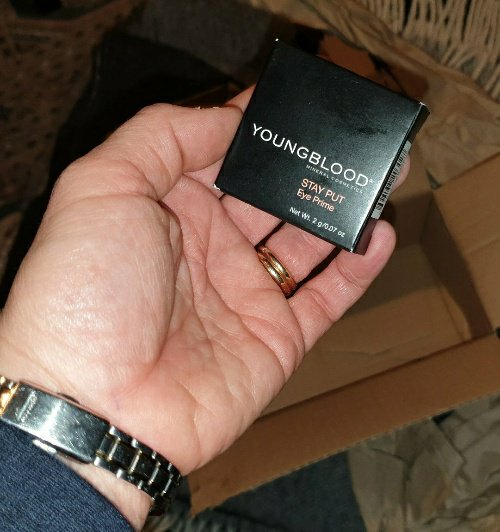 YOUNGBLOOD®
MINERAL COSMETICS
STAY PUT
Eye Prime
Net Wt. 2 g/0.07 oz